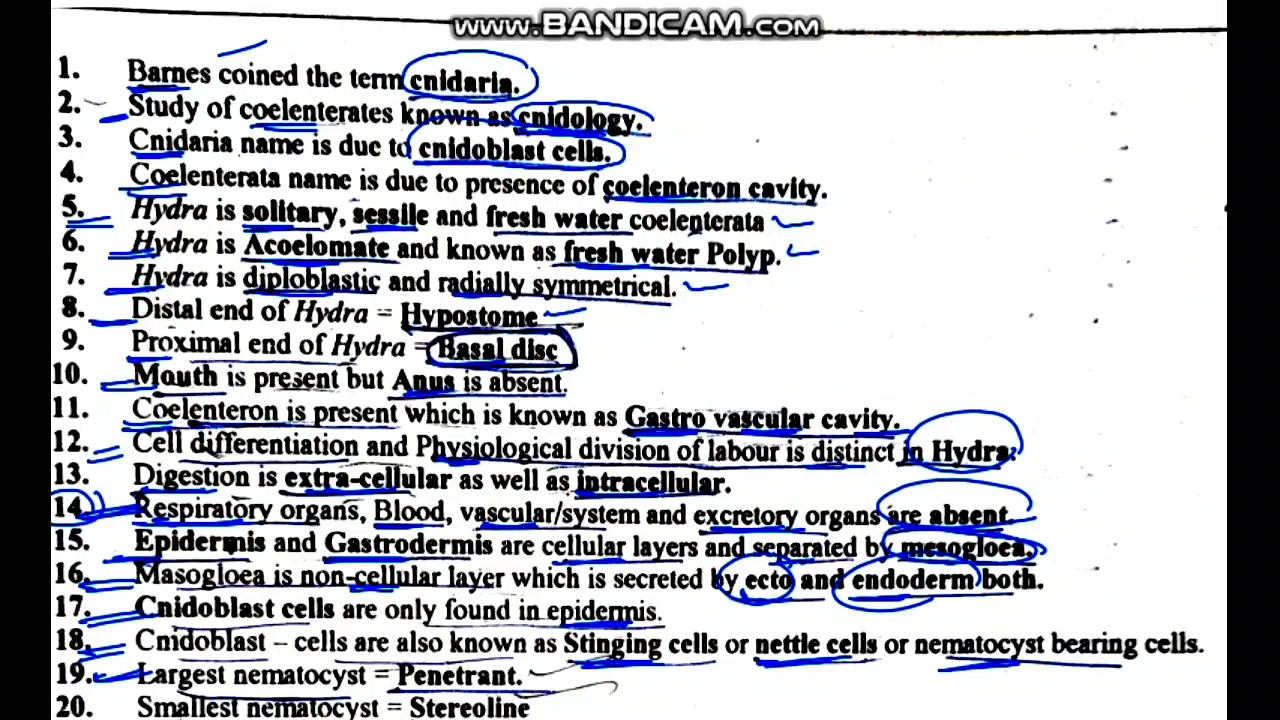 WWW.BANDICAM.COM
1. Barnes coined the term cnidaria.
2. Study of coelenterates known as cnidology.
3. Cnidaria name is due to cnidoblast cells.
4. Coelenterata name is due to presence of coelenteron cavity.
5. Hydra is solitary, sessile and fresh water coelenterata
6. Hydra is Acoelomate and known as fresh water Polyp.
7. Hydra is diploblastic and radially symmetrical.
8. Distal end of Hydra = Hypostome
9. Proximal end of Hydra = Basal disc
10. Mouth is present but Anus is absent.
11. Coelenteron is present which is known as Gastro vascular cavity.
12. Cell differentiation and Physiological division of labour is distinct in Hydra.
13. Digestion is extra-cellular as well as intracellular.
14. Respiratory organs, Blood, vascular/system and excretory organs are absent.
15. Epidermis and Gastrodermis are cellular layers and separated by mesogloea.
16. Masogloea is non-cellular layer which is secreted by ecto and endoderm both.
17. Cnidoblast cells are only found in epidermis.
18. Cnidoblast – cells are also known as Stinging cells or nettle cells or nematocyst bearing cells.
19. Largest nematocyst = Penetrant.
20. Smallest nematocyst = Stereoline